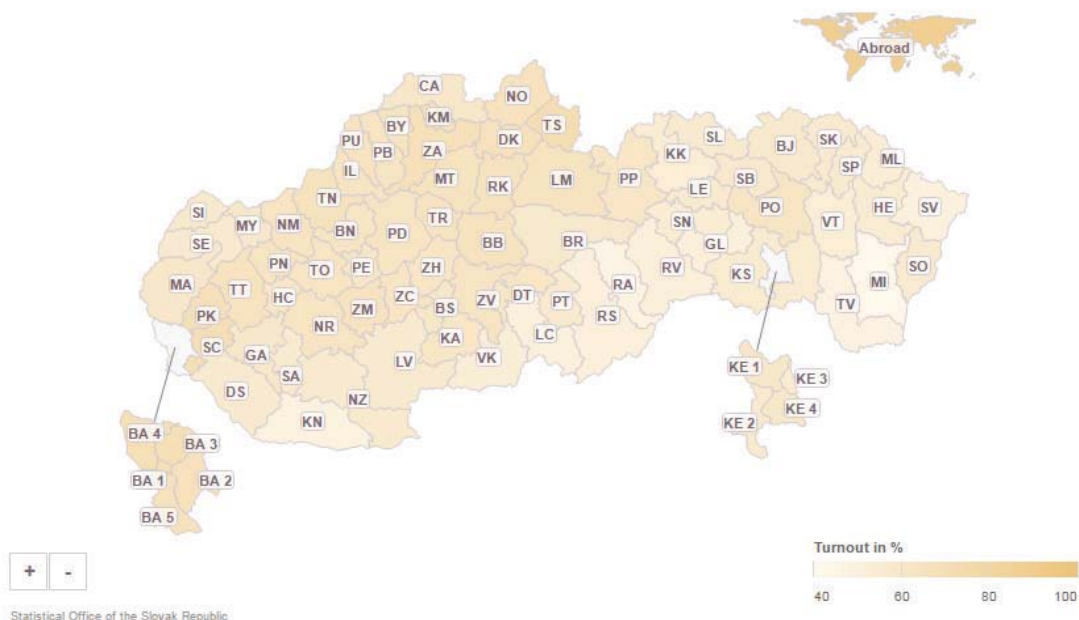 Abroad
CA
NO
KM
BY
TS
PU
PB
ZA
DK
SL
BJ
SK
KK
ML
IL
MT
RK
LM
PP
LE
SB
SP
TN
PO
HE
SV
SI
MY
NM
BN
PD
TR
SN
VT
SE
BB
BR
GL
PN
TO
PE
ZH
RV
KS
SO
MA
TT
HC
ZM
ZC
BS
ZV
DT
PT
RA
MI
TV
PK
NR
KA
RS
SC
GA
LC
SA
LV
VK
DS
NZ
KN
KE 1
KE 3
KE 2
KE 4
BA 4
BA 3
BA 1
BA 2
BA 5
+ -
Turnout in %
40 60 80 100
Statistical Office of the Slovak Republic